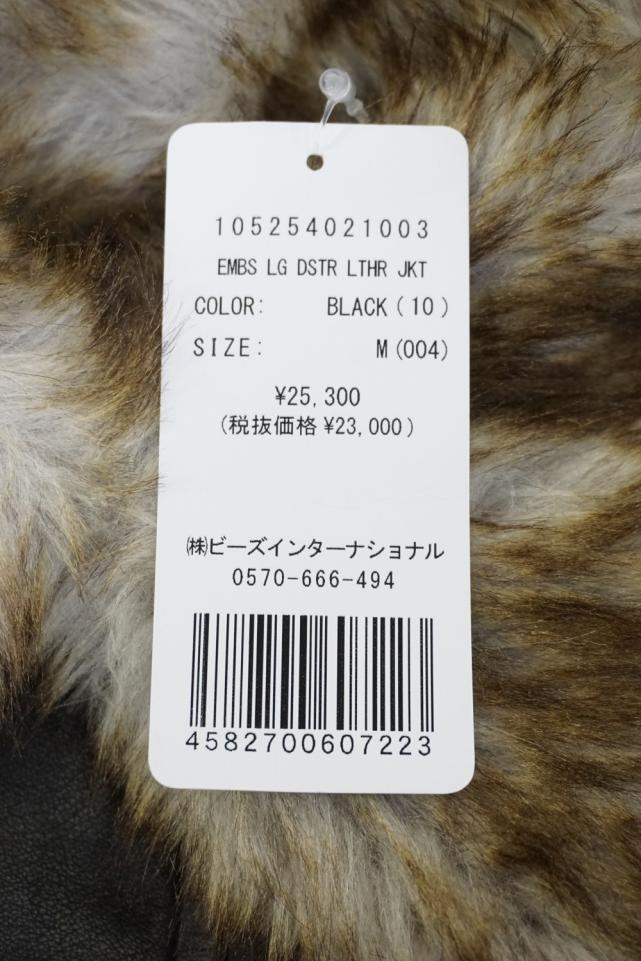 105254021003
EMBS LG DSTR LTHR JKT
COLOR: BLACK(10)
SIZE: M(004)
¥25,300
(税抜価格¥23,000)
㈱ビーズインターナショナル
0570-666-494
4582700607223